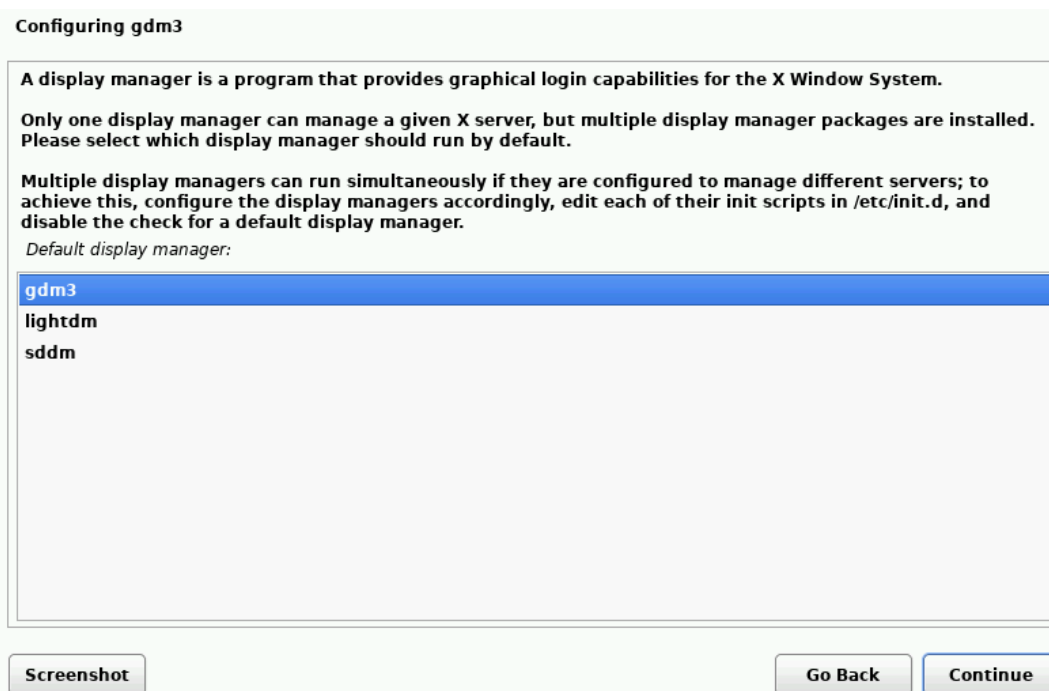 Configuring gdm3
A display manager is a program that provides graphical login capabilities for the X Window System.
Only one display manager can manage a given X server, but multiple display manager packages are installed.
Please select which display manager should run by default.
Multiple display managers can run simultaneously if they are configured to manage different servers; to
achieve this, configure the display managers accordingly, edit each of their init scripts in /etc/init.d, and
disable the check for a default display manager.
Default display manager:
gdm3
lightdm
sddm
Screenshot
Go Back
Continue